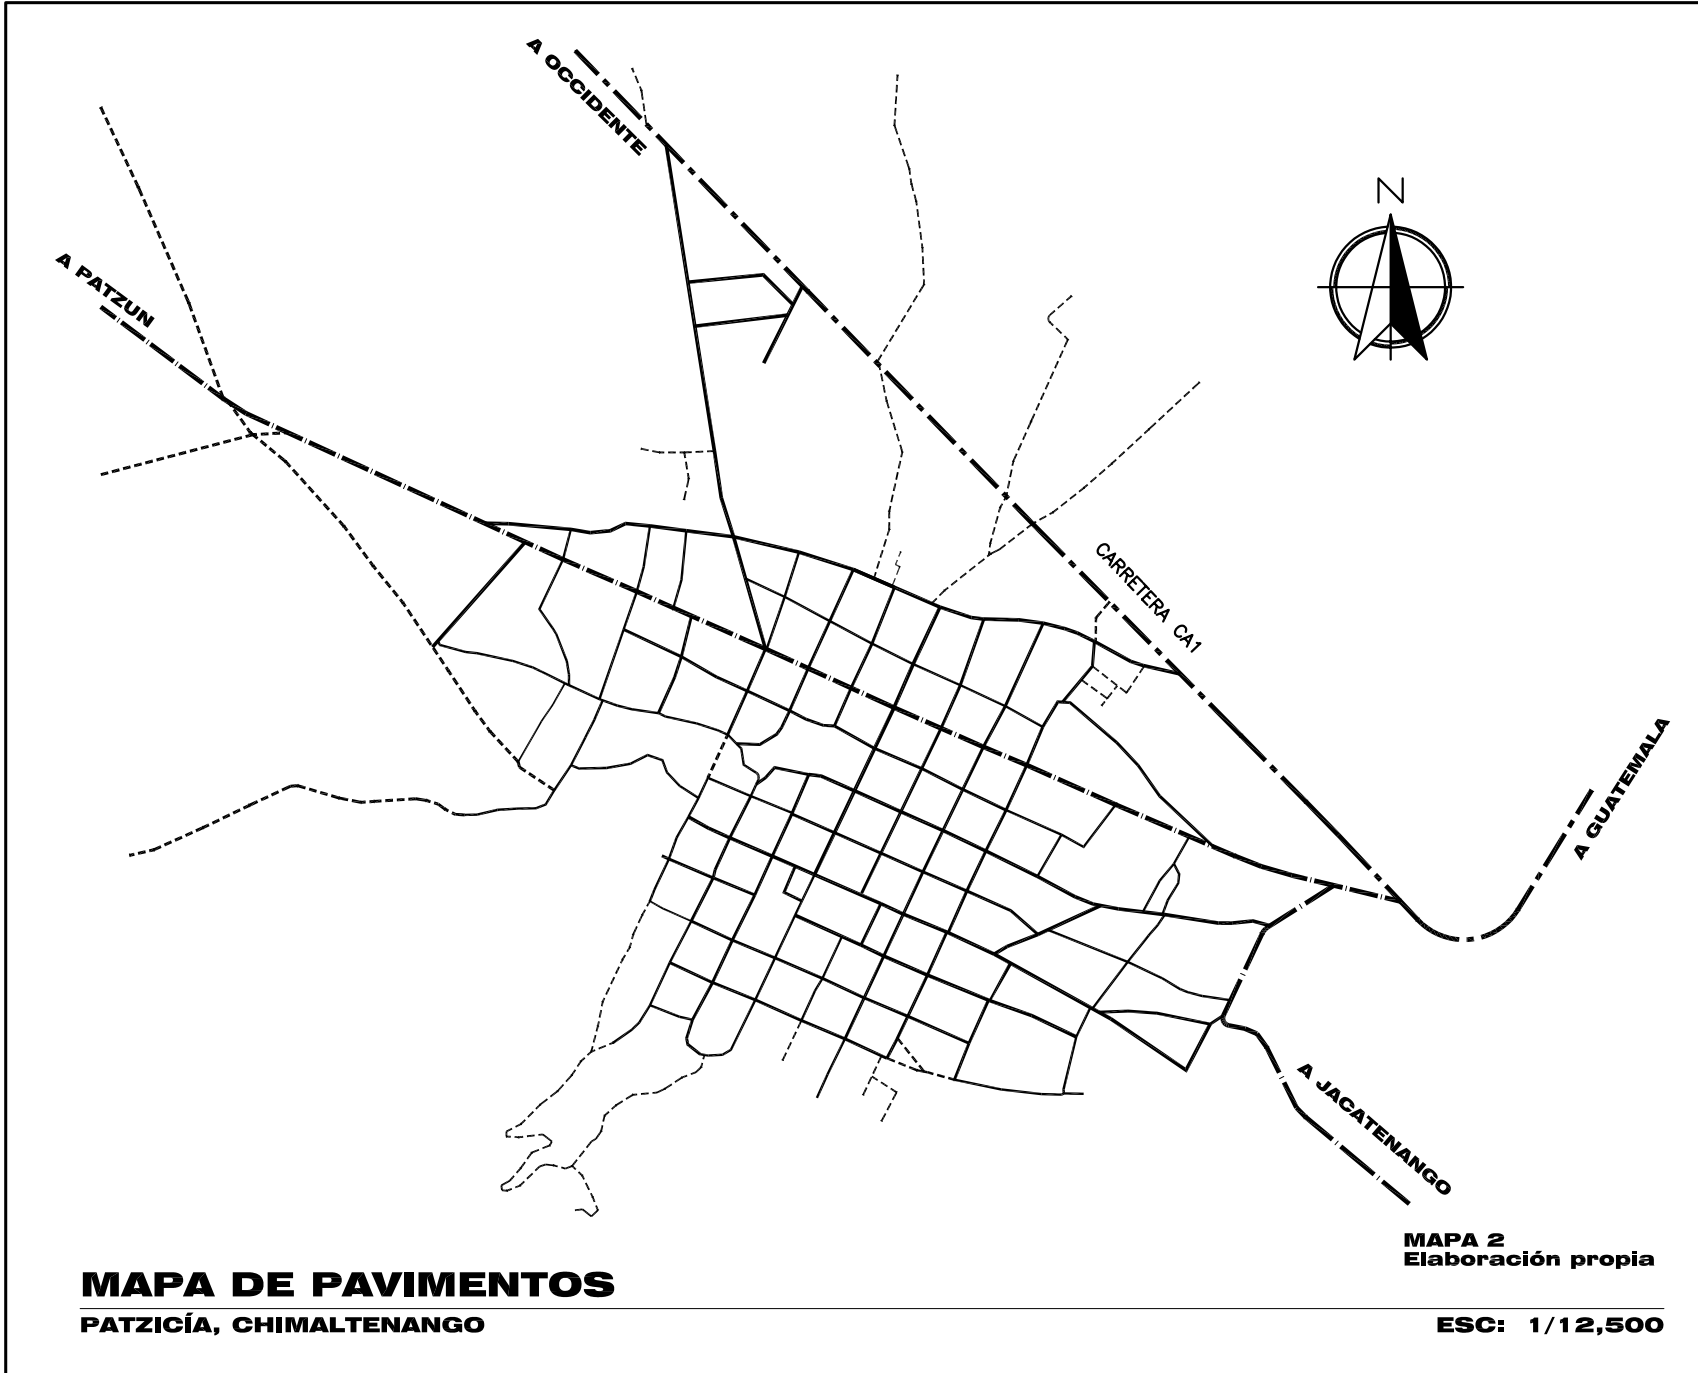 A OCCIDENTE
N
A PATZUN
CARRETERA CA1
A GUATEMALA
A JACATENANGO
MAPA 2
Elaboración propia
MAPA DE PAVIMENTOS
PATZICÍA, CHIMALTENANGO
ESC: 1/12,500